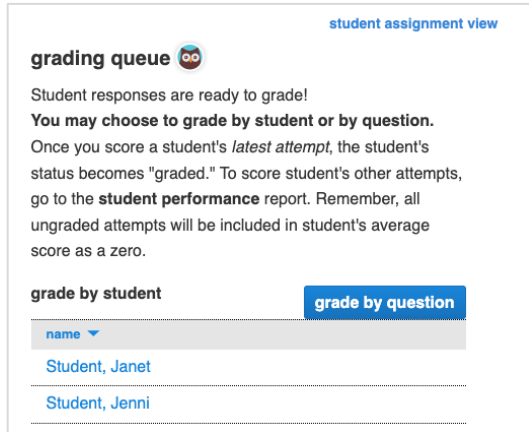 student assignment view
grading queue
Student responses are ready to grade!
You may choose to grade by student or by question.
Once you score a student's latest attempt, the student's
status becomes "graded." To score student's other attempts,
go to the student performance report. Remember, all
ungraded attempts will be included in student's average
score as a zero.
grade by student
grade by question
name
Student, Janet
Student, Jenni